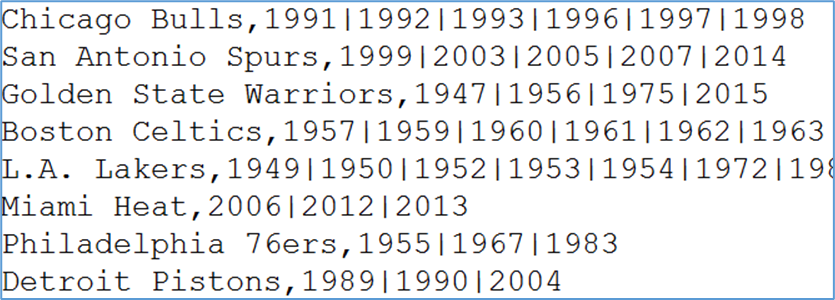 Chicago Bulls,1991|1992|1993|1996|1997|1998
San Antonio Spurs,1999|2003|2005|2007|2014
Golden State Warriors,1947|1956|1975|2015
Boston Celtics,1957|1959|1960|1961|1962|1963
L.A. Lakers,1949|1950|1952|1953|1954|1972|
Miami Heat,2006|2012|2013
Philadelphia 76ers,1955|1967|1983
Detroit Pistons,1989|1990|2004